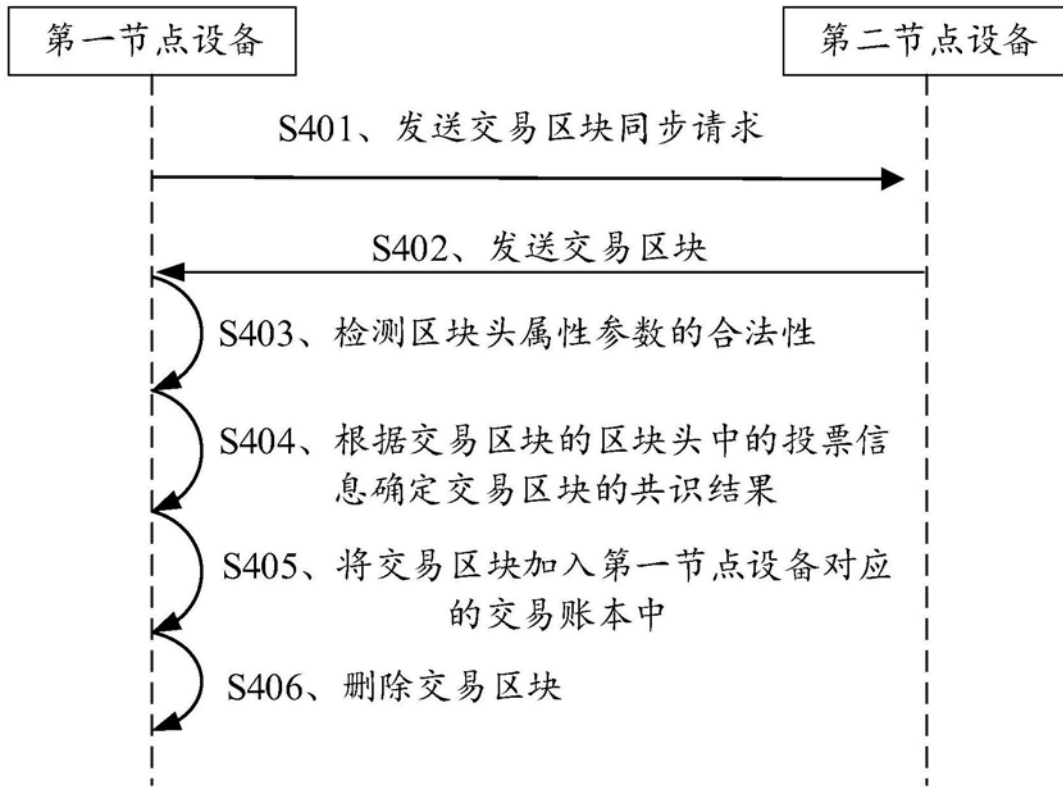 第一节点设备
第二节点设备
S401、发送交易区块同步请求
S402、发送交易区块
S403、检测区块头属性参数的合法性
S404、根据交易区块的区块头中的投票信
息确定交易区块的共识结果
S405、将交易区块加入第一节点设备对应
的交易账本中
S406、删除交易区块